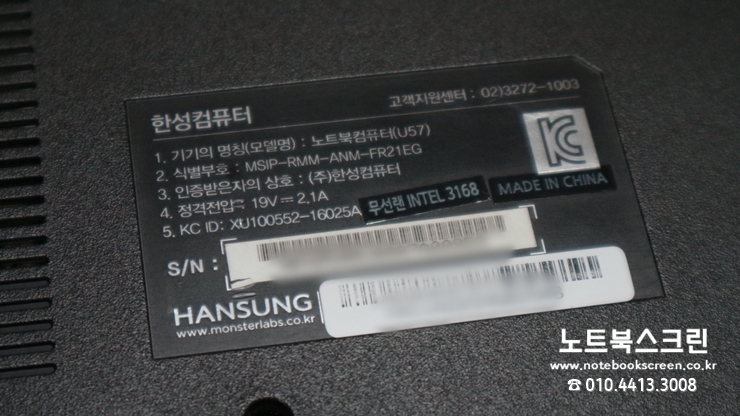 한성컴퓨터
고객지원센터 : 02)3272-1003
1. 기기의 명칭(모델명) : 노트북컴퓨터(U57)
2. 식별부호 : MSIP-RMM-ANM-FR21EG
3. 인증받은자의 상호 : (주)한성컴퓨터
4. 정격전압 19V 2.1A
5. KC ID: XU100552-16025A
무선랜 INTEL 3168
KC
MADE IN CHINA
S/N :
HANSUNG
www.monsterlabs.co.kr
노트북스크린
www.notebookscreen.co.kr
☎ 010.4413.3008